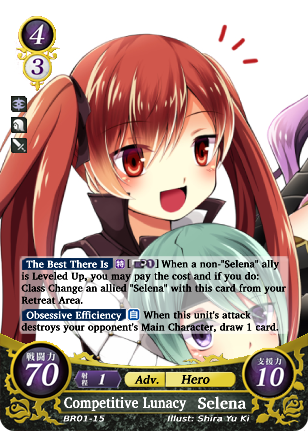 4
3
The Best There Is 特 [ 1] When a non-"Selena" ally
is Leveled Up, you may pay the cost and if you do:
Class Change an allied "Selena" with this card from your
Retreat Area.
Obsessive Efficiency 自 When this unit's attack
destroys your opponent's Main Character, draw 1 card.
戦闘力 70
射程 1 Adv. Hero
支援力 10
Competitive Lunacy Selena
BR01-15 Illust: Shira Yu Ki